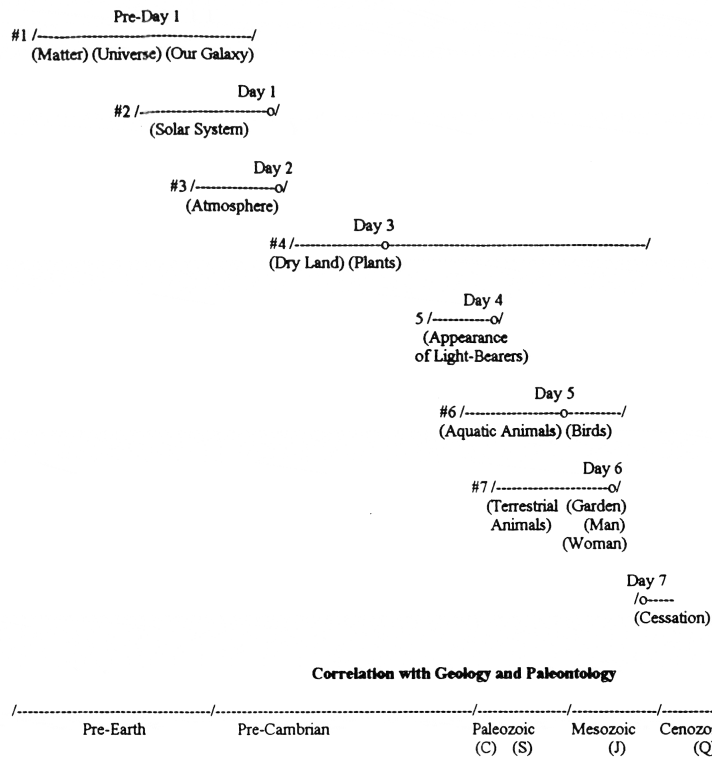 Pre-Day 1
#1 /------------------------------------/
(Matter) (Universe) (Our Galaxy)
Day 1
#2 /----------------------o/
(Solar System)
Day 2
#3 /--------------o/
(Atmosphere)
Day 3
#4 /---------------o--------------------------------------------/
(Dry Land) (Plants)
Day 4
5 /-----------o/
(Appearance
of Light-Bearers)
Day 5
#6 /-----------------o----------/
(Aquatic Animals) (Birds)
Day 6
#7 /--------------------o/
(Terrestrial (Garden)
Animals) (Man)
(Woman)
Day 7
/o-----
(Cessation)
Correlation with Geology and Paleontology
/---------------------------------/--------------------------------------------/---------------/--------------/---------
Pre-Earth Pre-Cambrian Paleozoic Mesozoic Cenozo
(C) (S) (J) (Q)